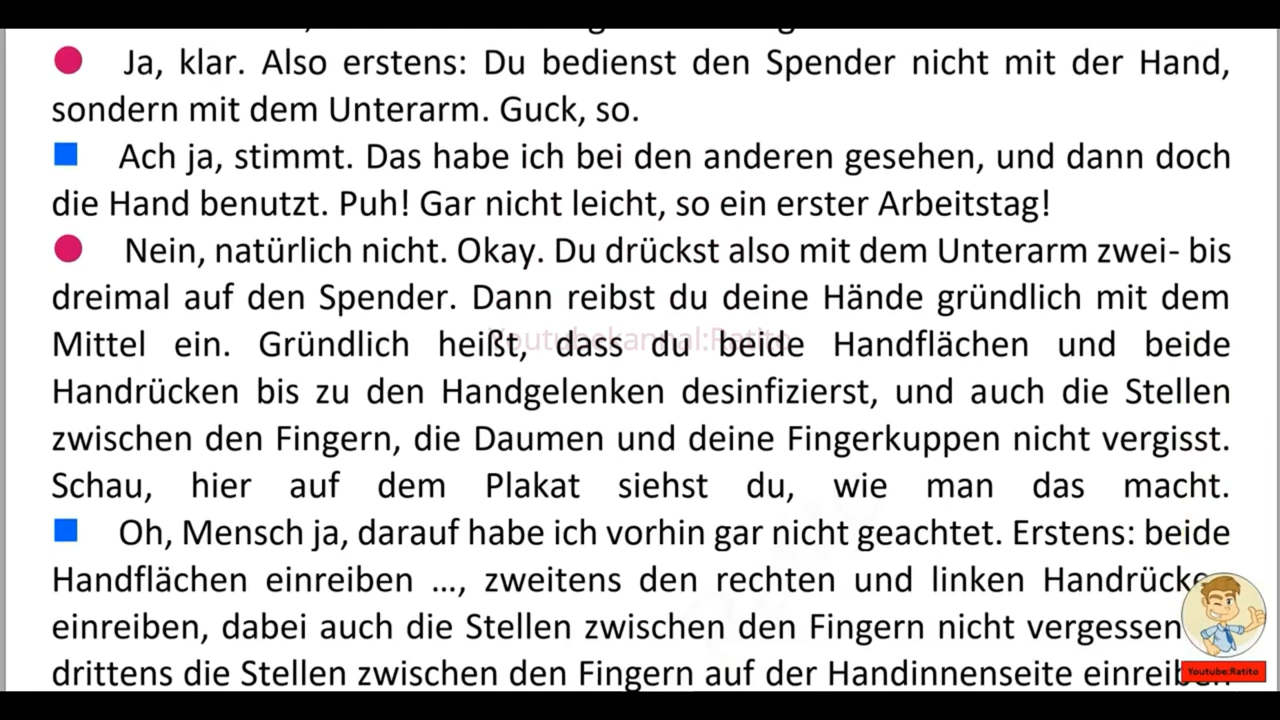 Ja, klar. Also erstens: Du bedienst den Spender nicht mit der Hand,
sondern mit dem Unterarm. Guck, so.
Ach ja, stimmt. Das habe ich bei den anderen gesehen, und dann doch
die Hand benutzt. Puh! Gar nicht leicht, so ein erster Arbeitstag!
Nein, natürlich nicht. Okay. Du drückst also mit dem Unterarm zwei- bis
dreimal auf den Spender. Dann reibst du deine Hände gründlich mit dem
Youtubekannal:Ratito
Mittel ein. Gründlich heißt, dass du beide Handflächen und beide
Handrücken bis zu den Handgelenken desinfizierst, und auch die Stellen
zwischen den Fingern, die Daumen und deine Fingerkuppen nicht vergisst.
Schau, hier auf dem Plakat siehst du, wie man das macht.
Oh, Mensch ja, darauf habe ich vorhin gar nicht geachtet. Erstens: beide
Handflächen einreiben ..., zweitens den rechten und linken Handrücke
einreiben, dabei auch die Stellen zwischen den Fingern nicht vergessen
drittens die Stellen zwischen den Fingern auf der Handinnenseite einreiben
Youtube:Ratito